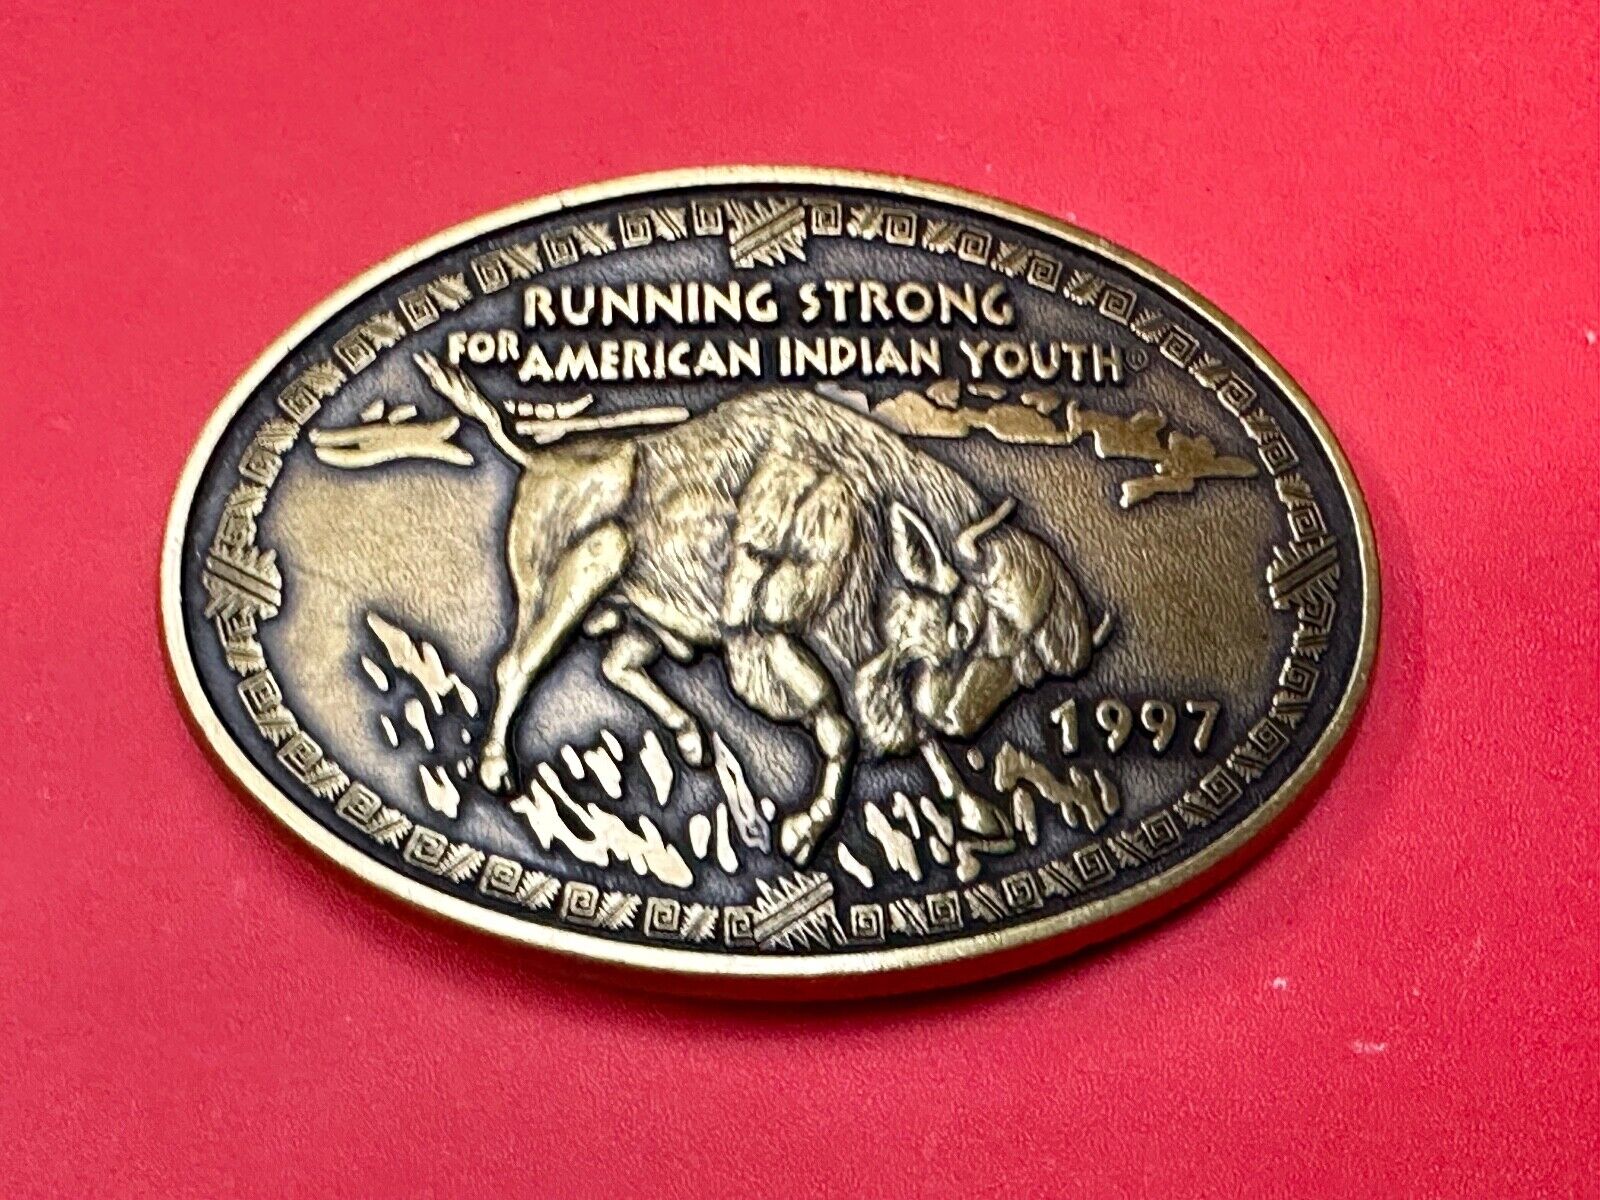 RUNNING STRONG
FOR AMERICAN INDIAN YOUTH®
1997